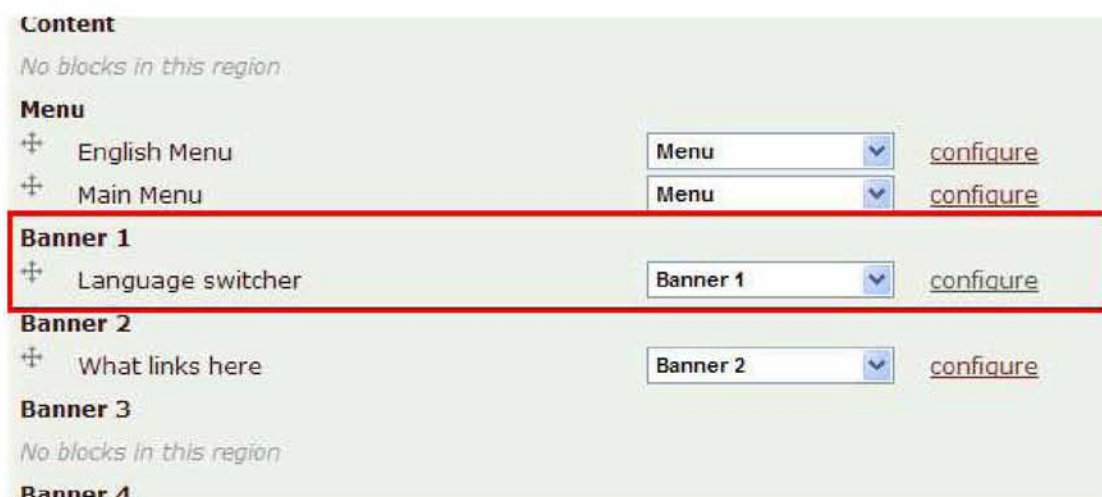 Content
No blocks in this region
Menu
English Menu Menu configure
Main Menu Menu configure
Banner 1
Language switcher Banner 1 configure
Banner 2
What links here Banner 2 configure
Banner 3
No blocks in this region
Banner 4